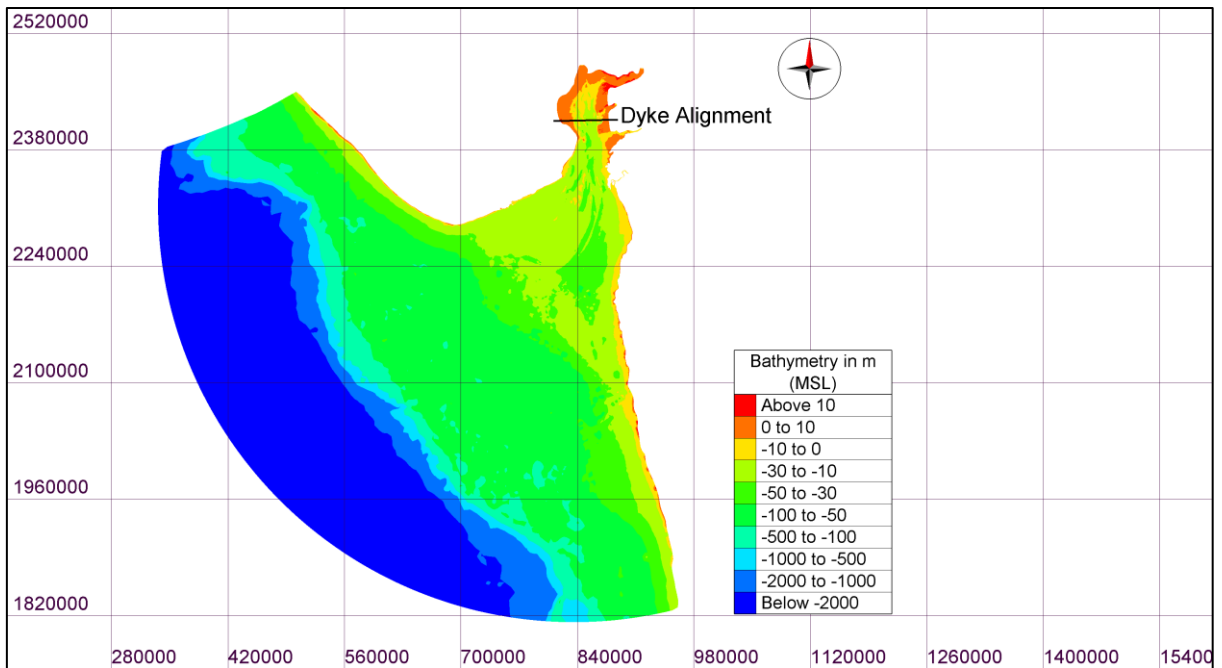 2520000
Dyke Alignment
2380000
2240000
2100000
1960000
1820000
Bathymetry in m
(MSL)
Above 10
0 to 10
-10 to 0
-30 to -10
-50 to -30
-100 to -50
-500 to -100
-1000 to -500
-2000 to -1000
Below -2000
280000 420000 560000 700000 840000 980000 1120000 1260000 1400000 15400